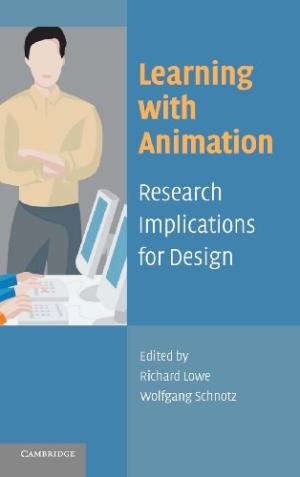 Learning
with
Animation
Research
Implications
for Design
Edited by
Richard Lowe
Wolfgang Schnotz
CAMBRIDGE